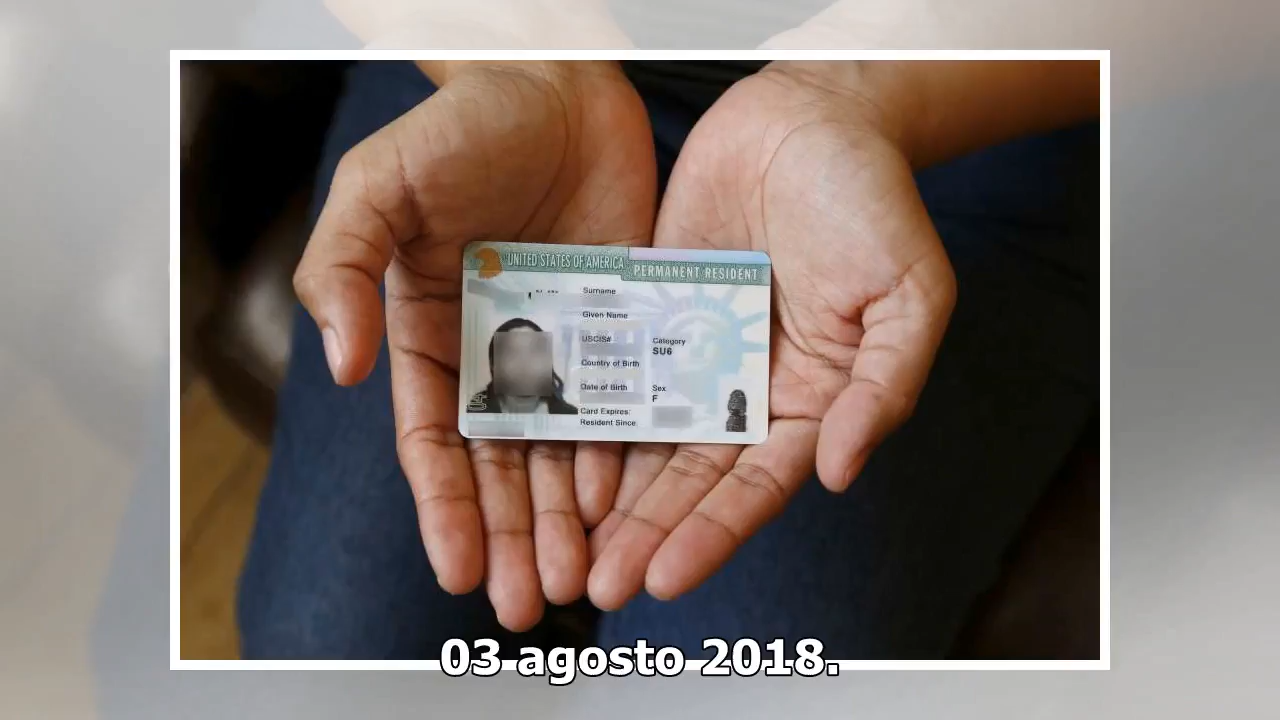 UNITED STATES OF AMERICA
PERMANENT RESIDENT
Surname
Given Name
USCIS#
Category
SU6
Country of Birth
Date of Birth
Sex
F
Card Expires:
Resident Since:
03 agosto 2018.